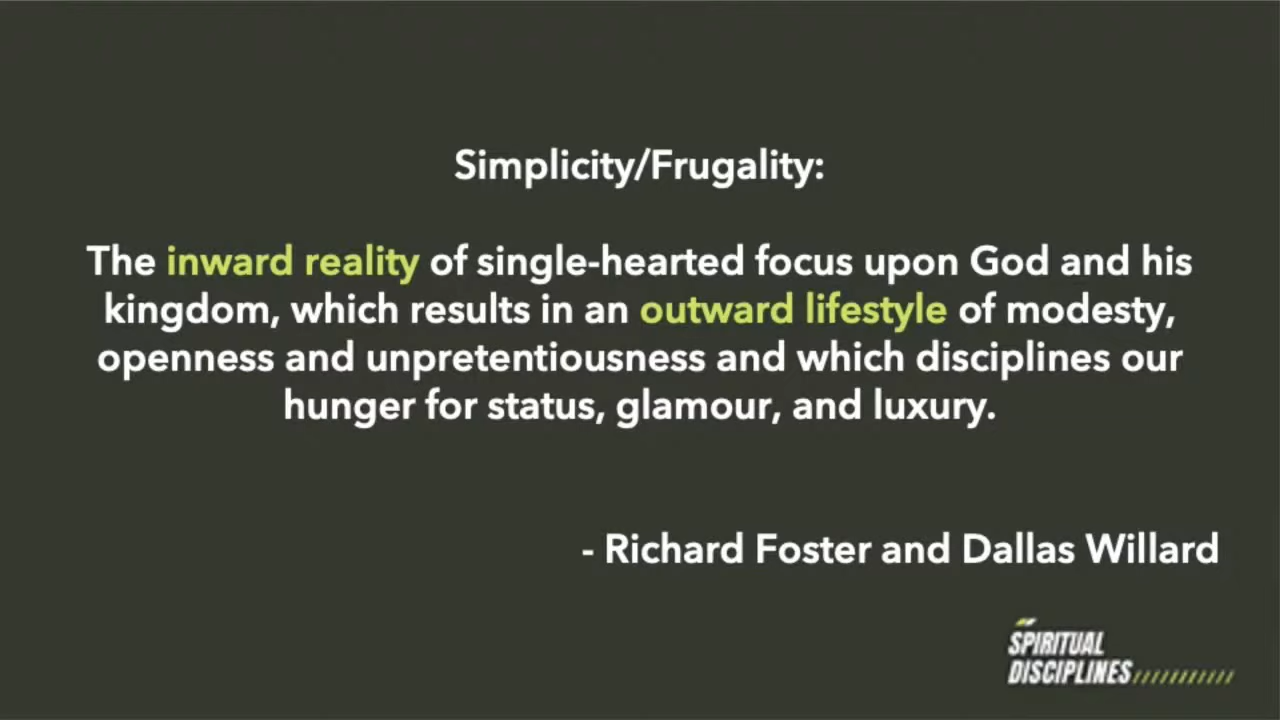 Simplicity/Frugality:
The inward reality of single-hearted focus upon God and his
kingdom, which results in an outward lifestyle of modesty,
openness and unpretentiousness and which disciplines our
hunger for status, glamour, and luxury.
- Richard Foster and Dallas Willard
SPIRITUAL
DISCIPLINES